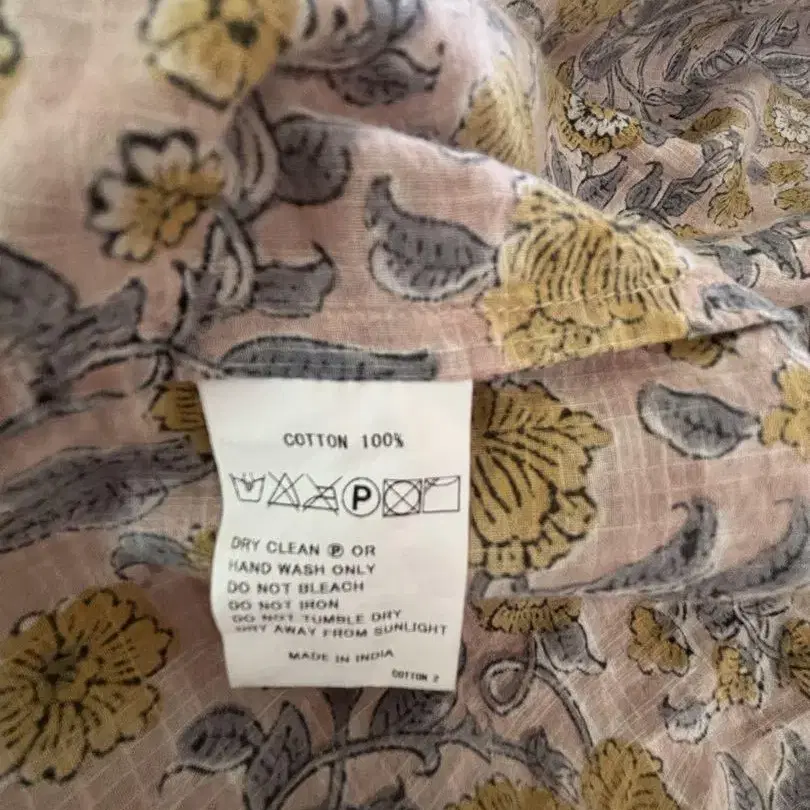 COTTON 100%
P
DRY CLEAN Ⓟ OR
HAND WASH ONLY
DO NOT BLEACH
DO NOT IRON
DO NOT TUMBLE DRY
DRY AWAY FROM SUNLIGHT
MADE IN INDIA
COTTON 2